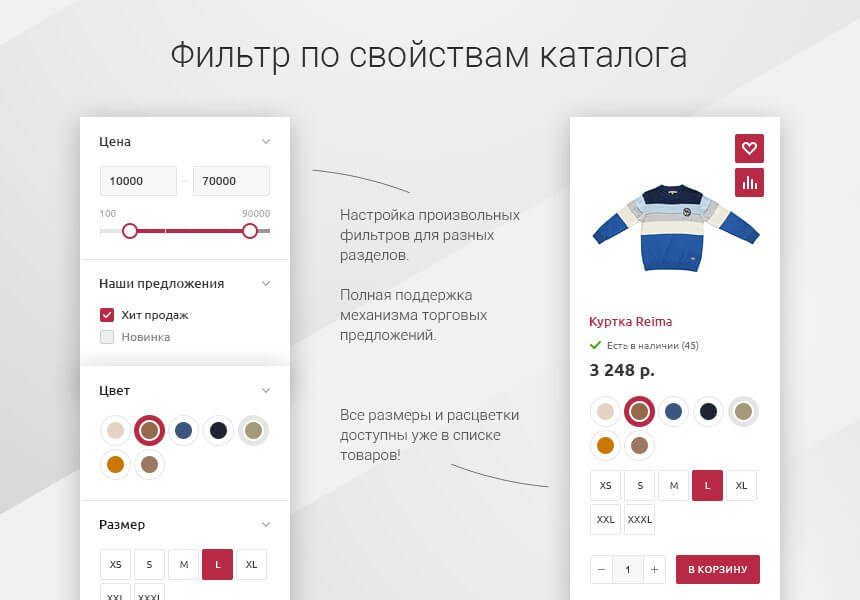 Фильтр по свойствам каталога
Цена
10000
70000
100
90000
Наши предложения
Хит продаж
Новинка
Цвет
Размер
XS S M L XL
XXL XXXL
Настройка произвольных
фильтров для разных
разделов.
Полная поддержка
механизма торговых
предложений.
Все размеры и расцветки
доступны уже в списке
товаров!
Куртка Reima
Есть в наличии (45)
3 248 р.
XS S M L XL
XXL XXXL
− 1 +
В КОРЗИНУ